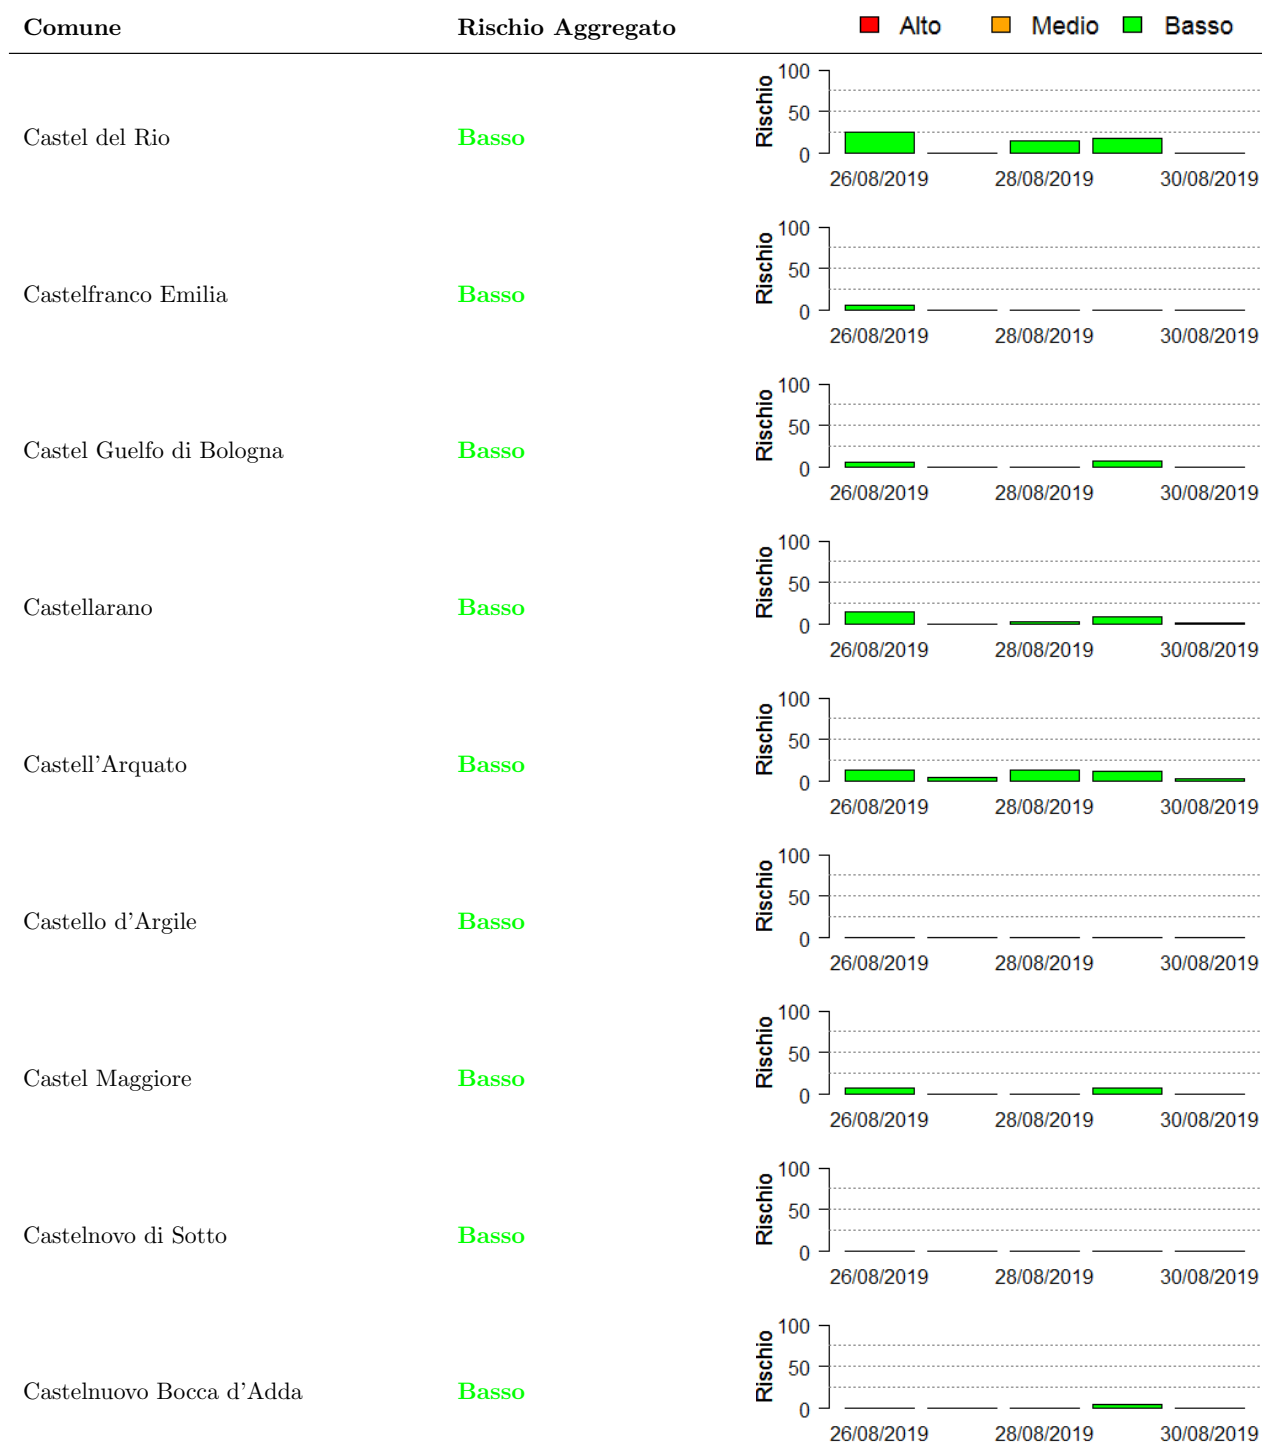 Comune Rischio Aggregato Alto Medio Basso
100
50
0
Rischio
Castel del Rio Basso
26/08/2019 28/08/2019 30/08/2019
100
50
0
Rischio
Castelfranco Emilia Basso
26/08/2019 28/08/2019 30/08/2019
100
50
0
Rischio
Castel Guelfo di Bologna Basso
26/08/2019 28/08/2019 30/08/2019
100
50
0
Rischio
Castellarano Basso
26/08/2019 28/08/2019 30/08/2019
100
50
0
Rischio
Castell'Arquato Basso
26/08/2019 28/08/2019 30/08/2019
100
50
0
Rischio
Castello d'Argile Basso
26/08/2019 28/08/2019 30/08/2019
100
50
0
Rischio
Castel Maggiore Basso
26/08/2019 28/08/2019 30/08/2019
100
50
0
Rischio
Castelnovo di Sotto Basso
26/08/2019 28/08/2019 30/08/2019
100
50
0
Rischio
Castelnuovo Bocca d'Adda Basso
26/08/2019 28/08/2019 30/08/2019